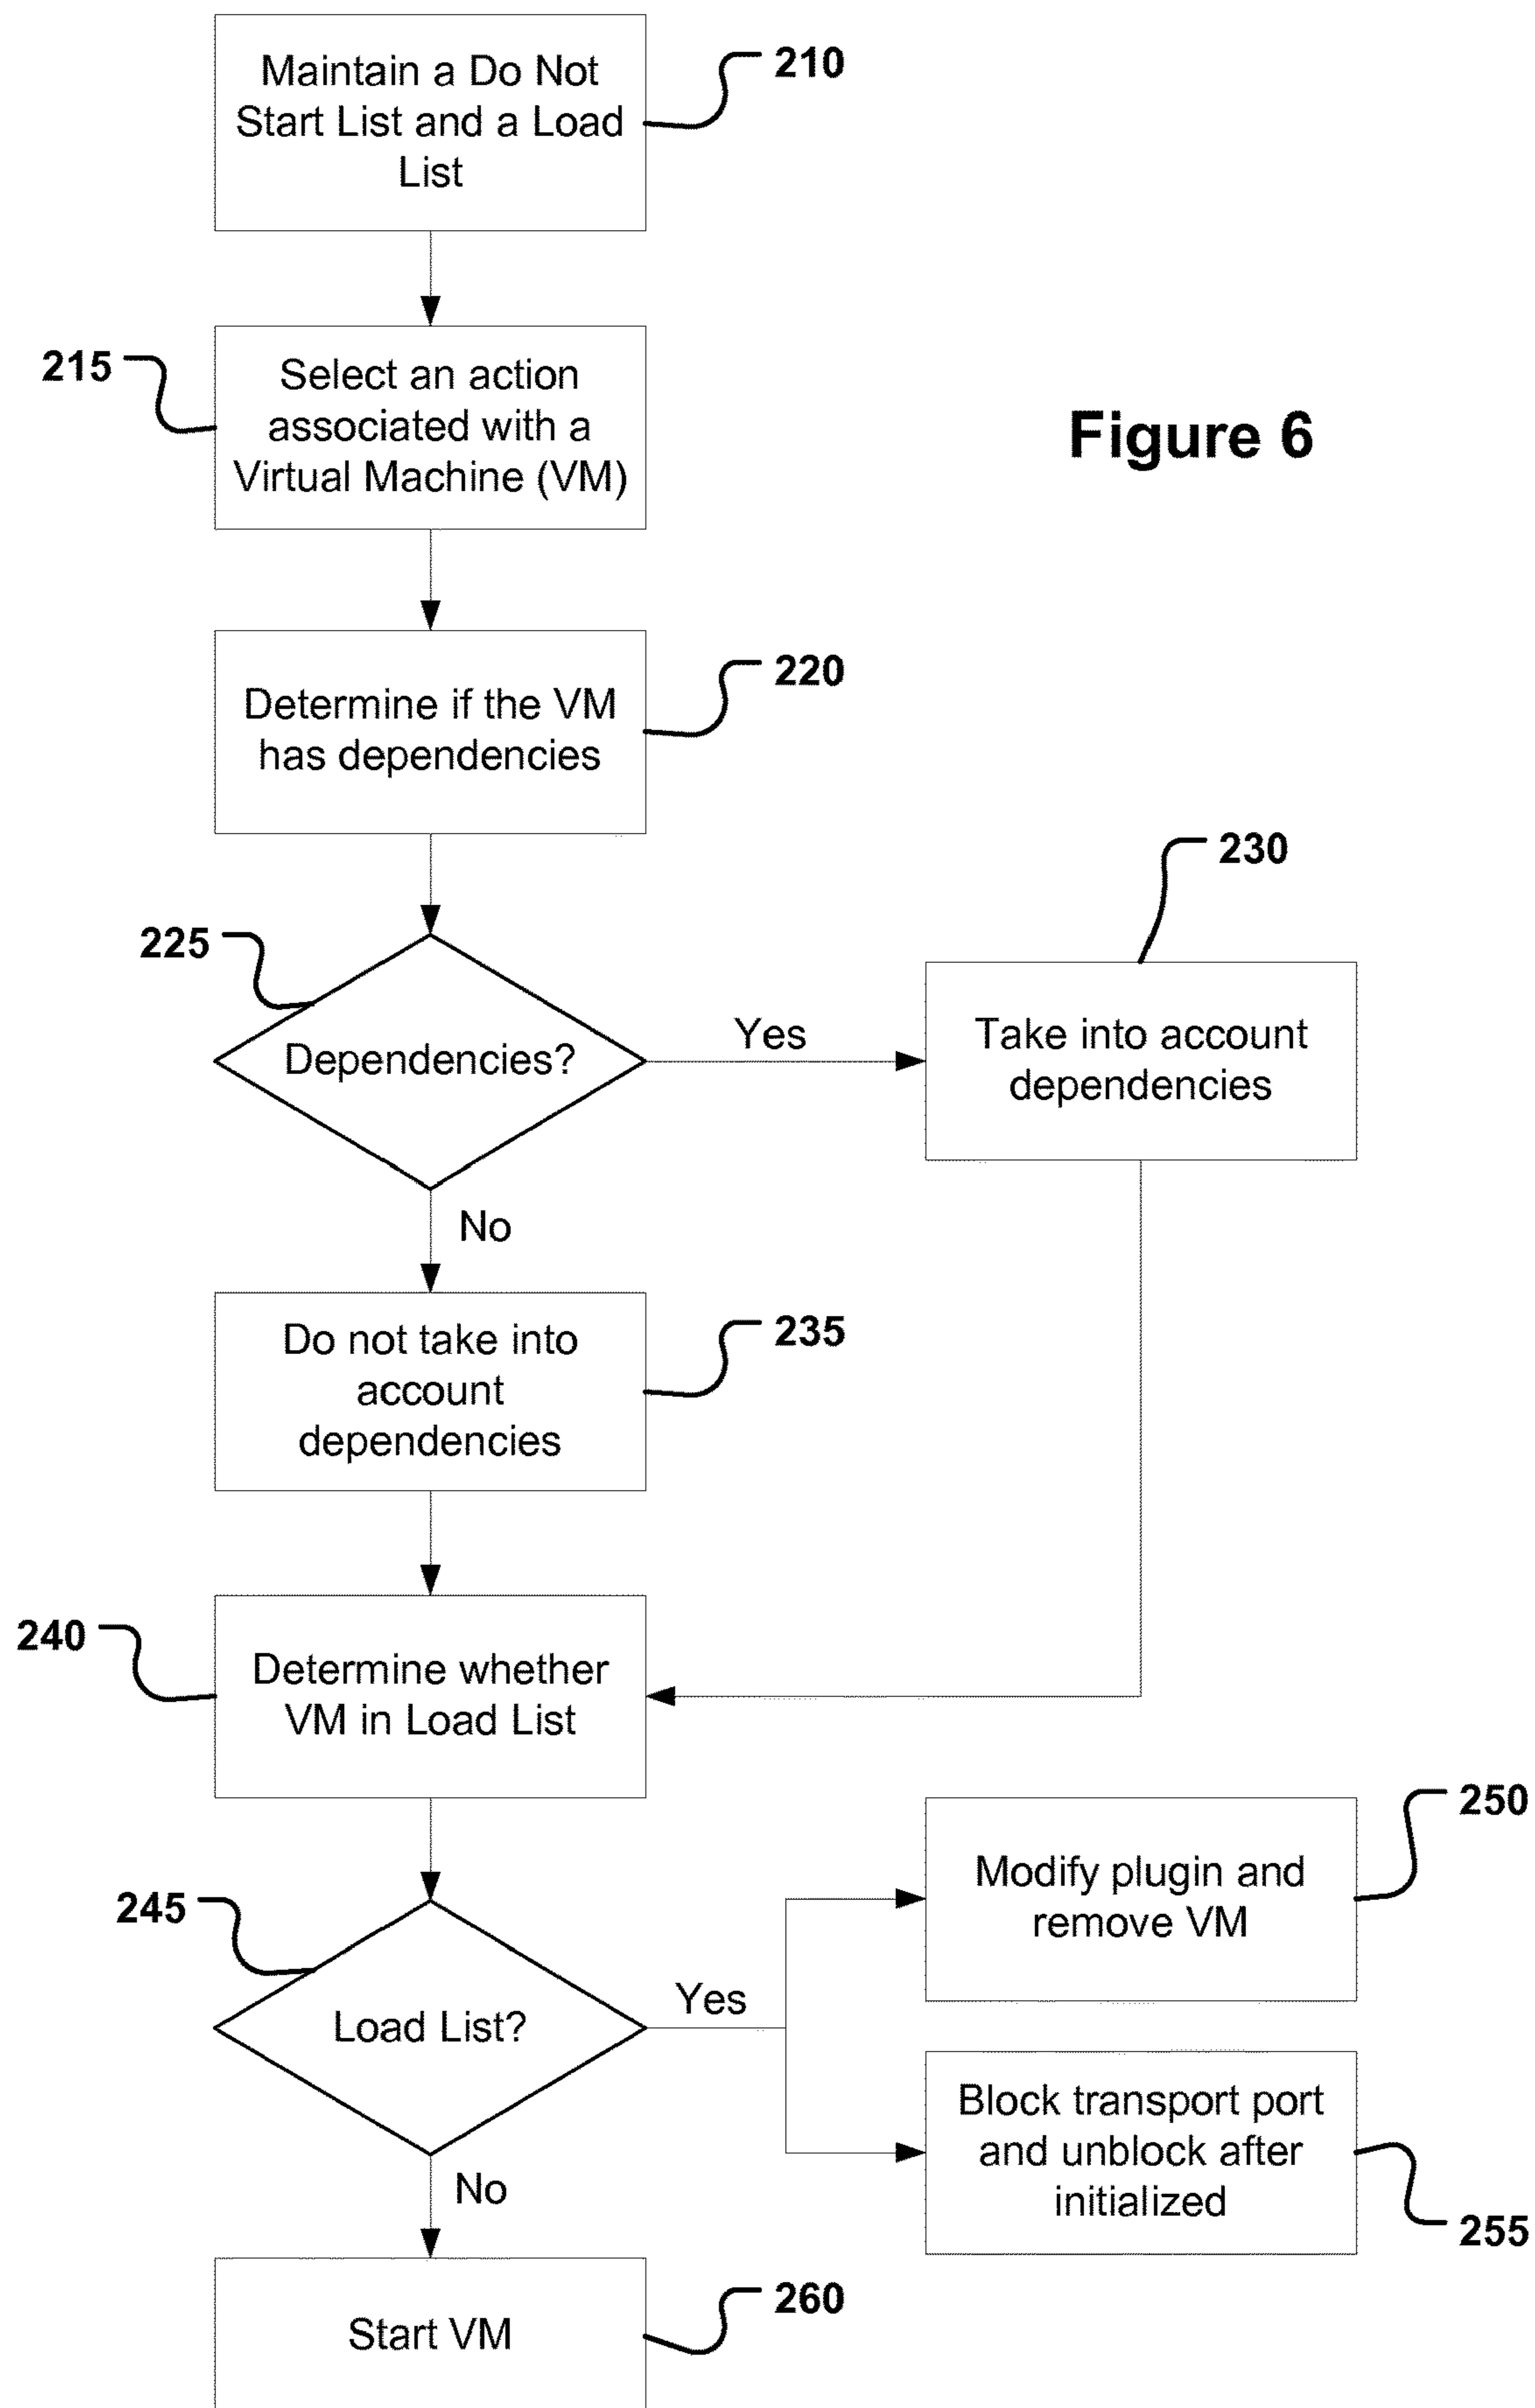 Maintain a Do Not
Start List and a Load
List
210
215
Select an action
associated with a
Virtual Machine (VM)
Figure 6
Determine if the VM
has dependencies
220
225
Dependencies?
Yes
230
Take into account
dependencies
No
Do not take into
account
dependencies
235
240
Determine whether
VM in Load List
245
Load List?
Yes
250
Modify plugin and
remove VM
Block transport port
and unblock after
initialized
255
No
Start VM
260